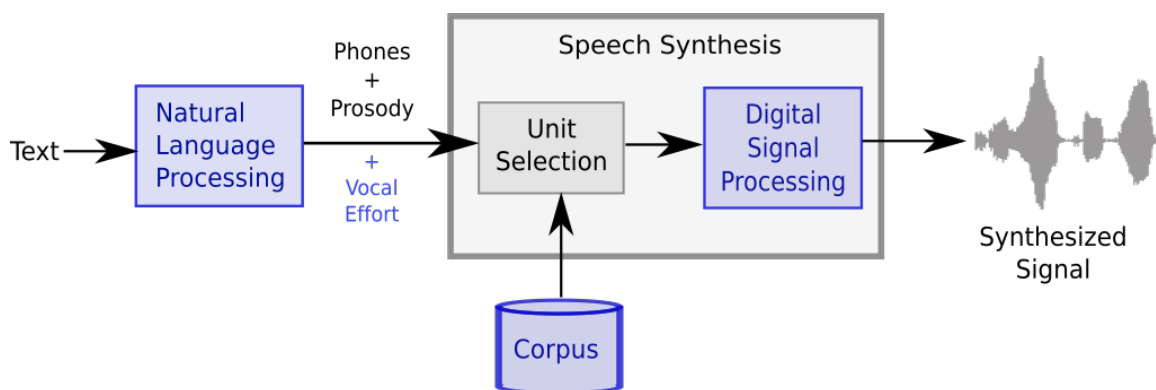 Text
Natural
Language
Processing
Phones
+
Prosody
+
Vocal
Effort
Speech Synthesis
Unit
Selection
Digital
Signal
Processing
Corpus
Synthesized
Signal